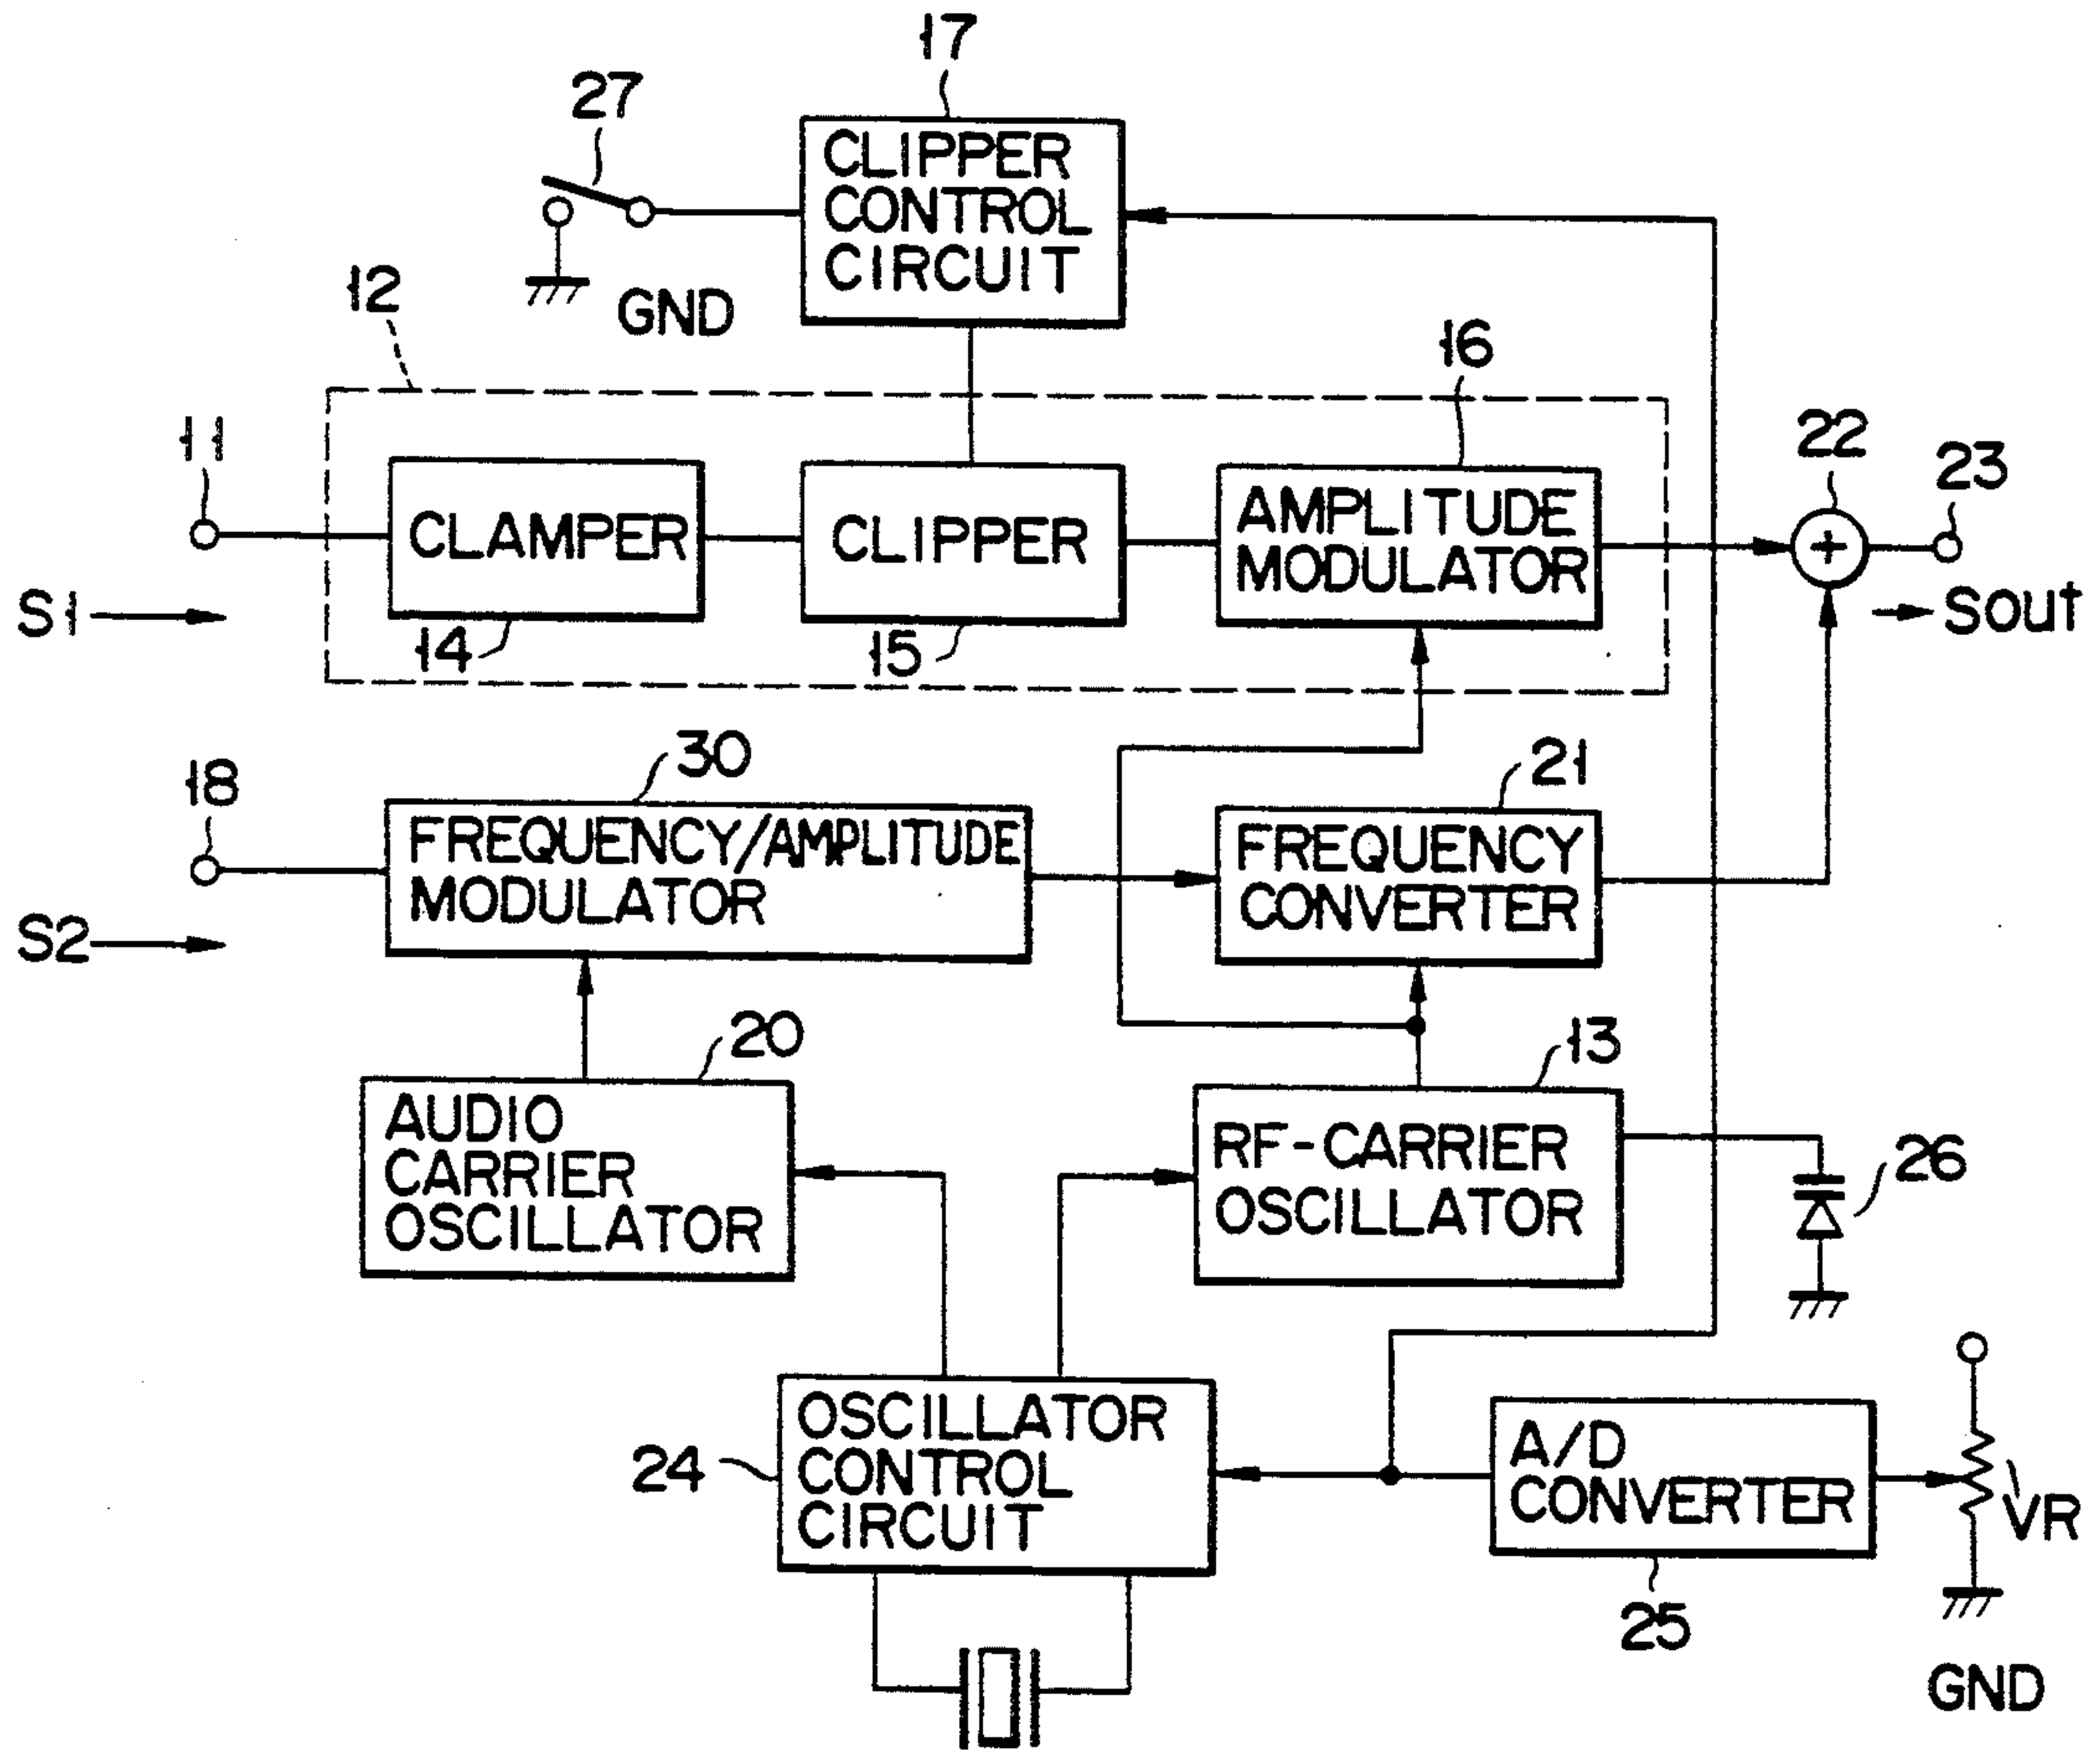 17
27
CLIPPER
CONTROL
CIRCUIT
12
GND
16
11
22
23
CLAMPER
CLIPPER
AMPLITUDE
MODULATOR
S1
14
15
Sout
30
21
18
FREQUENCY/AMPLITUDE
MODULATOR
FREQUENCY
CONVERTER
S2
20
13
AUDIO
CARRIER
OSCILLATOR
RF-CARRIER
OSCILLATOR
26
24
OSCILLATOR
CONTROL
CIRCUIT
A/D
CONVERTER
VR
25
GND